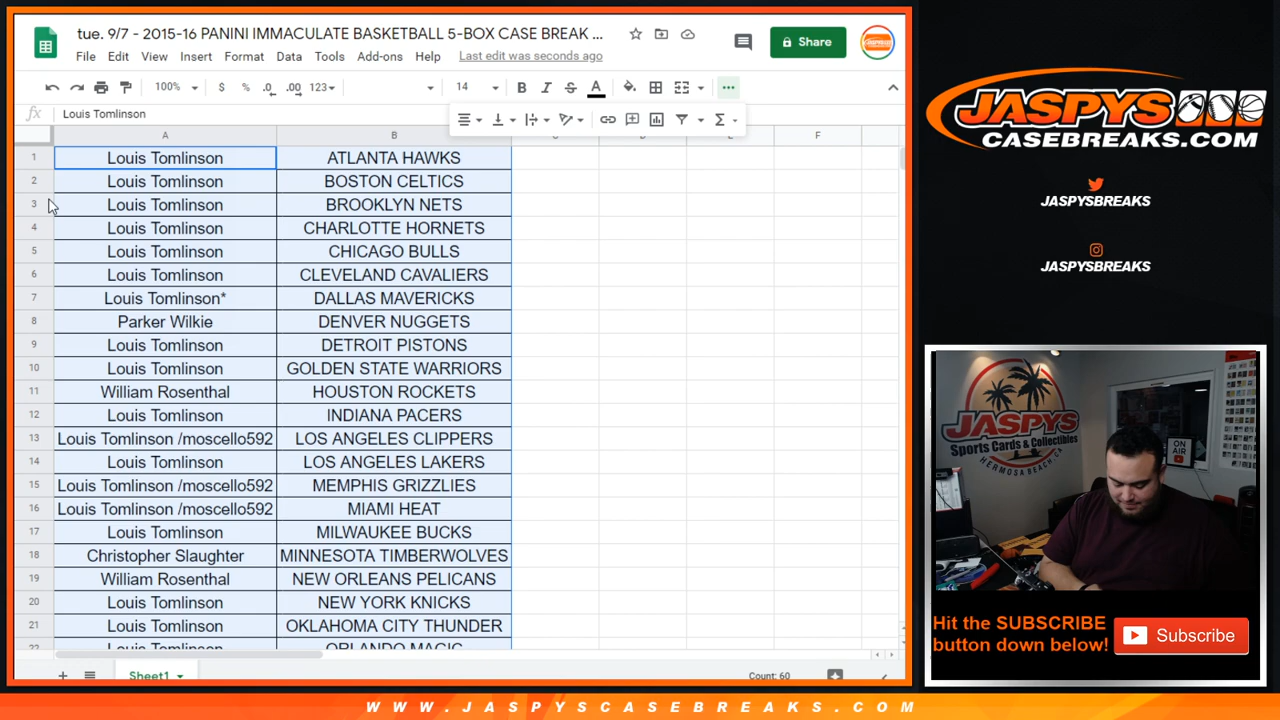 tue. 9/7 - 2015-16 PANINI IMMACULATE BASKETBALL 5-BOX CASE BREAK ...
Share
File Edit View Insert Format Data Tools Add-ons Help Last edit was seconds ago
100% $ % .0 .00 123 14 B I S A
fx Louis Tomlinson
A B F
1 Louis Tomlinson ATLANTA HAWKS
2 Louis Tomlinson BOSTON CELTICS
3 Louis Tomlinson BROOKLYN NETS
4 Louis Tomlinson CHARLOTTE HORNETS
5 Louis Tomlinson CHICAGO BULLS
6 Louis Tomlinson CLEVELAND CAVALIERS
7 Louis Tomlinson* DALLAS MAVERICKS
8 Parker Wilkie DENVER NUGGETS
9 Louis Tomlinson DETROIT PISTONS
10 Louis Tomlinson GOLDEN STATE WARRIORS
11 William Rosenthal HOUSTON ROCKETS
12 Louis Tomlinson INDIANA PACERS
13 Louis Tomlinson /moscello592 LOS ANGELES CLIPPERS
14 Louis Tomlinson LOS ANGELES LAKERS
15 Louis Tomlinson /moscello592 MEMPHIS GRIZZLIES
16 Louis Tomlinson /moscello592 MIAMI HEAT
17 Louis Tomlinson MILWAUKEE BUCKS
18 Christopher Slaughter MINNESOTA TIMBERWOLVES
19 William Rosenthal NEW ORLEANS PELICANS
20 Louis Tomlinson NEW YORK KNICKS
21 Louis Tomlinson OKLAHOMA CITY THUNDER
22 Louis Tomlinson ORLANDO MAGIC
Sheet1 Count: 60
JASPYS
CASEBREAKS.COM
JASPYSBREAKS
JASPYSBREAKS
JASPYS
Sports Cards & Collectibles
HERMOSA BEACH, CA
ON AIR
Hit the SUBSCRIBE
button down below!
Subscribe
WWW.JASPYSCASEBREAKS.COM